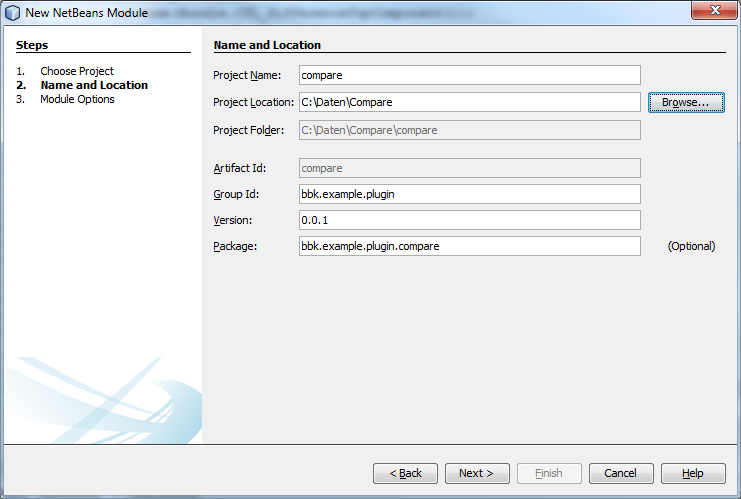 New NetBeans Module
Steps
1. Choose Project
2. Name and Location
3. Module Options
Name and Location
Project Name: compare
Project Location: C:\Daten\Compare Browse...
Project Folder: C:\Daten\Compare\compare
Artifact Id: compare
Group Id: bbk.example.plugin
Version: 0.0.1
Package: bbk.example.plugin.compare (Optional)
< Back Next > Finish Cancel Help